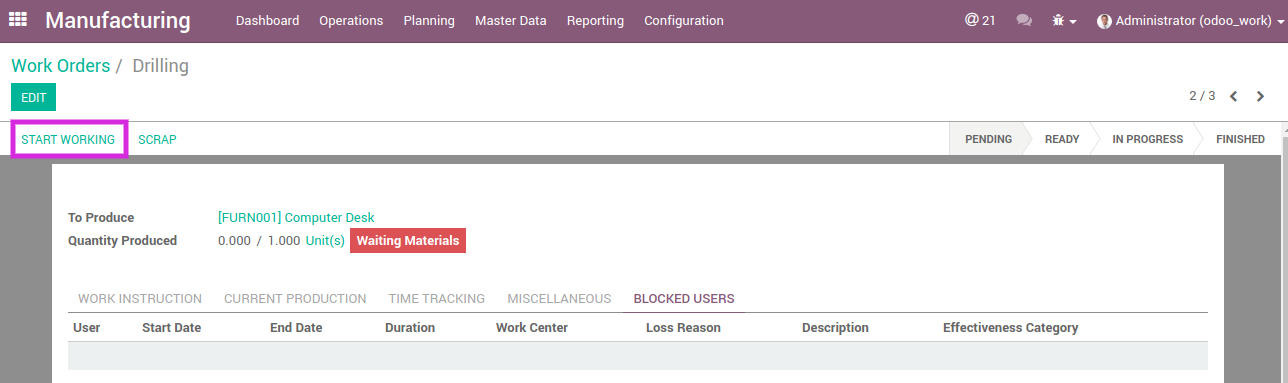 Manufacturing Dashboard Operations Planning Master Data Reporting Configuration @ 21 Administrator (odoo_work)
Work Orders / Drilling
EDIT
2 / 3
START WORKING SCRAP PENDING READY IN PROGRESS FINISHED
To Produce [FURN001] Computer Desk
Quantity Produced 0.000 / 1.000 Unit(s) Waiting Materials
WORK INSTRUCTION CURRENT PRODUCTION TIME TRACKING MISCELLANEOUS BLOCKED USERS
User Start Date End Date Duration Work Center Loss Reason Description Effectiveness Category